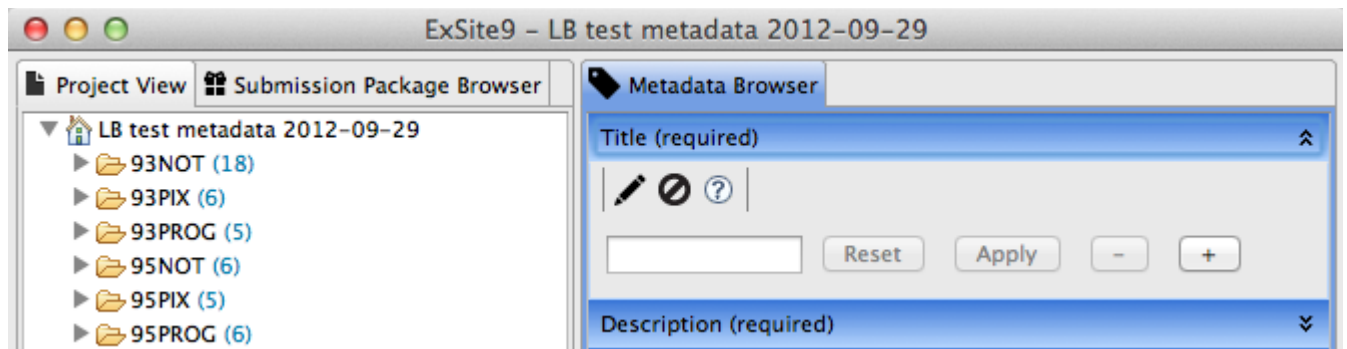 ExSite9 – LB test metadata 2012-09-29
Project View Submission Package Browser
LB test metadata 2012-09-29
93NOT (18)
93PIX (6)
93PROG (5)
95NOT (6)
95PIX (5)
95PROG (6)
Metadata Browser
Title (required)
?
Reset Apply - +
Description (required)